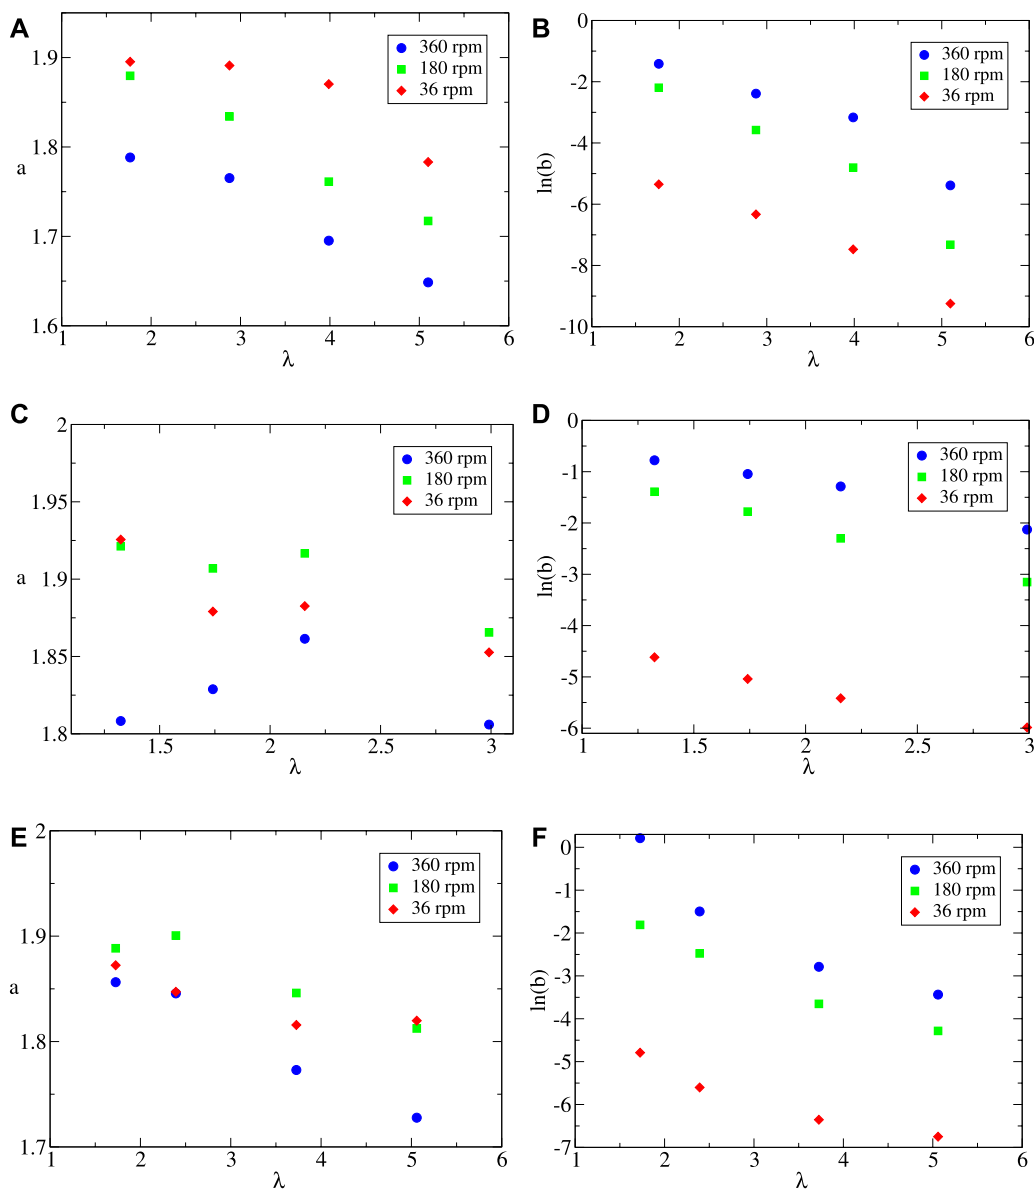 A
1.9
1.8
1.7
1.6
a
1 2 3 4 5 6
λ
360 rpm
180 rpm
36 rpm
B
0
-2
-4
-6
-8
-10
ln(b)
1 2 3 4 5 6
λ
360 rpm
180 rpm
36 rpm
C
2
1.95
1.9
1.85
1.8
a
1.5 2 2.5 3
λ
360 rpm
180 rpm
36 rpm
D
0
-1
-2
-3
-4
-5
-6
ln(b)
1 1.5 2 2.5 3
λ
360 rpm
180 rpm
36 rpm
E
2
1.9
1.8
1.7
a
1 2 3 4 5 6
λ
360 rpm
180 rpm
36 rpm
F
0
-1
-2
-3
-4
-5
-6
-7
ln(b)
1 2 3 4 5 6
λ
360 rpm
180 rpm
36 rpm